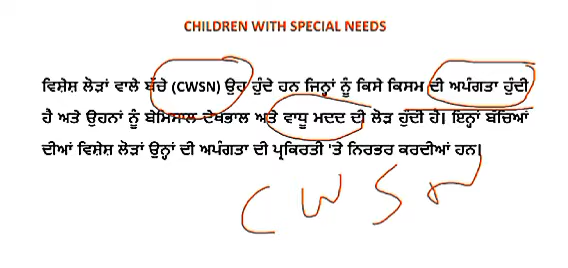 CHILDREN WITH SPECIAL NEEDS
ਵਿਸ਼ੇਸ਼ ਲੋੜਾਂ ਵਾਲੇ ਬੱਚੇ (CWSN) ਉਹ ਹੁੰਦੇ ਹਨ ਜਿਨ੍ਹਾਂ ਨੂੰ ਕਿਸੇ ਕਿਸਮ ਦੀ ਅਪੰਗਤਾ ਹੁੰਦੀ
ਹੈ ਅਤੇ ਉਹਨਾਂ ਨੂੰ ਬੇਮਿਸਾਲ ਦੇਖਭਾਲ ਅਤੇ ਵਾਧੂ ਮਦਦ ਦੀ ਲੋੜ ਹੁੰਦੀ ਹੈ। ਇਨ੍ਹਾਂ ਬੱਚਿਆਂ
ਦੀਆਂ ਵਿਸ਼ੇਸ਼ ਲੋੜਾਂ ਉਨ੍ਹਾਂ ਦੀ ਅਪੰਗਤਾ ਦੀ ਪ੍ਰਕਿਰਤੀ 'ਤੇ ਨਿਰਭਰ ਕਰਦੀਆਂ ਹਨ।
CWSN